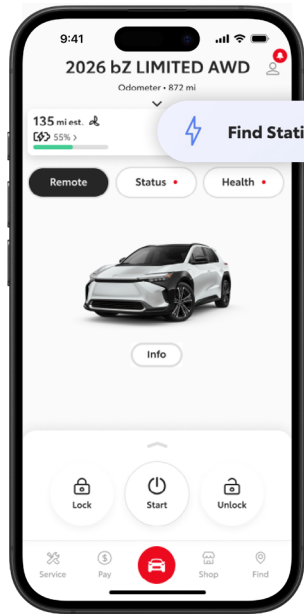 9:41
2026 bZ LIMITED AWD
Odometer • 872 mi
135 mi est.
55% >
Find Stati
Remote
Status •
Health •
Info
Lock
Start
Unlock
Service
Pay
Shop
Find